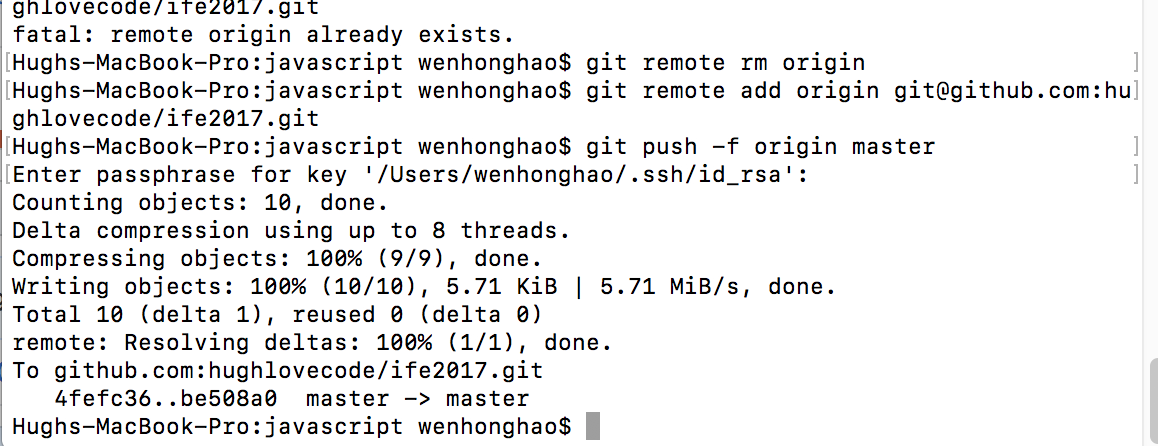 ghlovecode/ife2017.git
fatal: remote origin already exists.
[Hughs-MacBook-Pro:javascript wenhonghao$ git remote rm origin ]
[Hughs-MacBook-Pro:javascript wenhonghao$ git remote add origin git@github.com:hu]
ghlovecode/ife2017.git
[Hughs-MacBook-Pro:javascript wenhonghao$ git push -f origin master ]
[Enter passphrase for key '/Users/wenhonghao/.ssh/id_rsa': ]
Counting objects: 10, done.
Delta compression using up to 8 threads.
Compressing objects: 100% (9/9), done.
Writing objects: 100% (10/10), 5.71 KiB | 5.71 MiB/s, done.
Total 10 (delta 1), reused 0 (delta 0)
remote: Resolving deltas: 100% (1/1), done.
To github.com:hughlovecode/ife2017.git
   4fefc36..be508a0  master -> master
Hughs-MacBook-Pro:javascript wenhonghao$